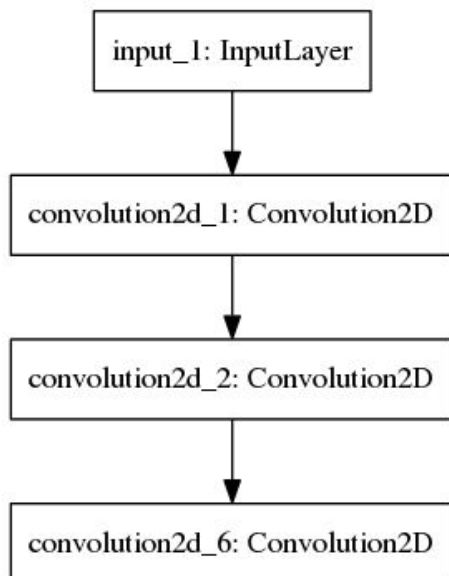 input_1: InputLayer
convolution2d_1: Convolution2D
convolution2d_2: Convolution2D
convolution2d_6: Convolution2D